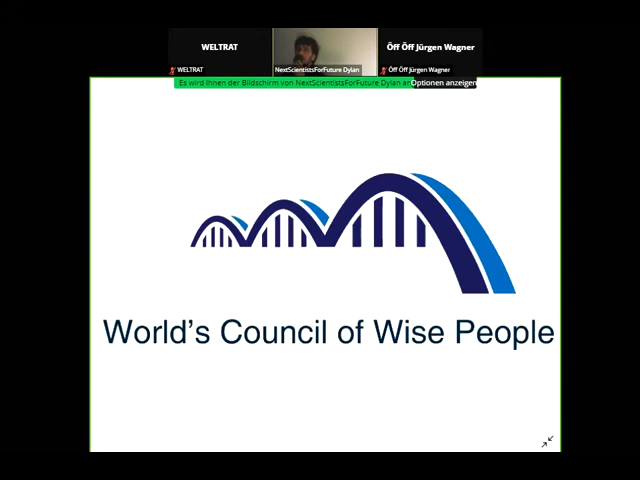 WELTRAT
Öff Öff Jürgen Wagner
WELTRAT
NextScientistsForFuture Dylan
Öff Öff Jürgen Wagner
Es wird Ihnen der Bildschirm von NextScientistsForFuture Dylan an
Optionen anzeigen
World's Council of Wise People